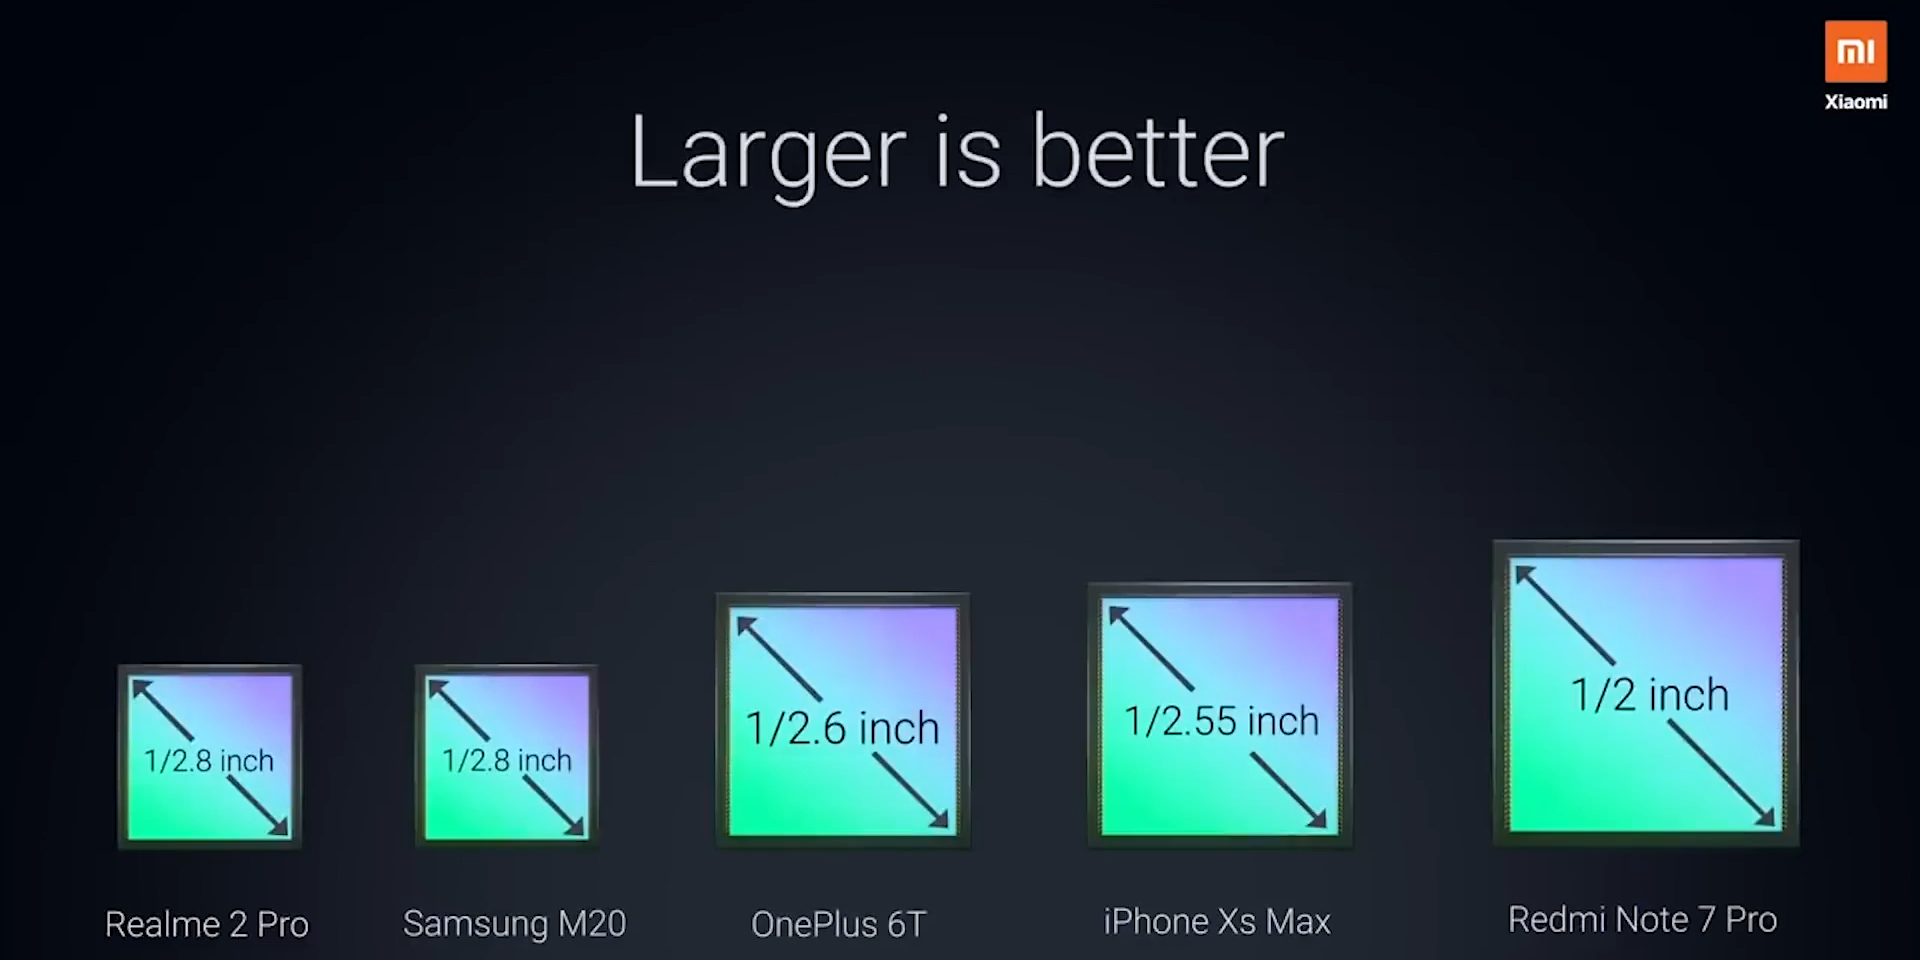 mi
Xiaomi
Larger is better
1/2.8 inch
1/2.8 inch
1/2.6 inch
1/2.55 inch
1/2 inch
Realme 2 Pro
Samsung M20
OnePlus 6T
iPhone Xs Max
Redmi Note 7 Pro